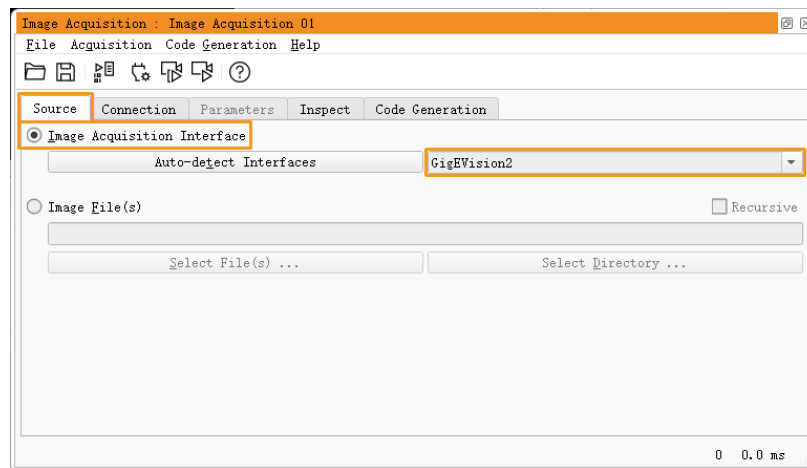 Image Acquisition : Image Acquisition 01
File Acquisition Code Generation Help
Source Connection Parameters Inspect Code Generation
Image Acquisition Interface
Auto-detect Interfaces GigEVision2
Image File(s) Recursive
Select File(s) ... Select Directory ...
0 0.0 ms